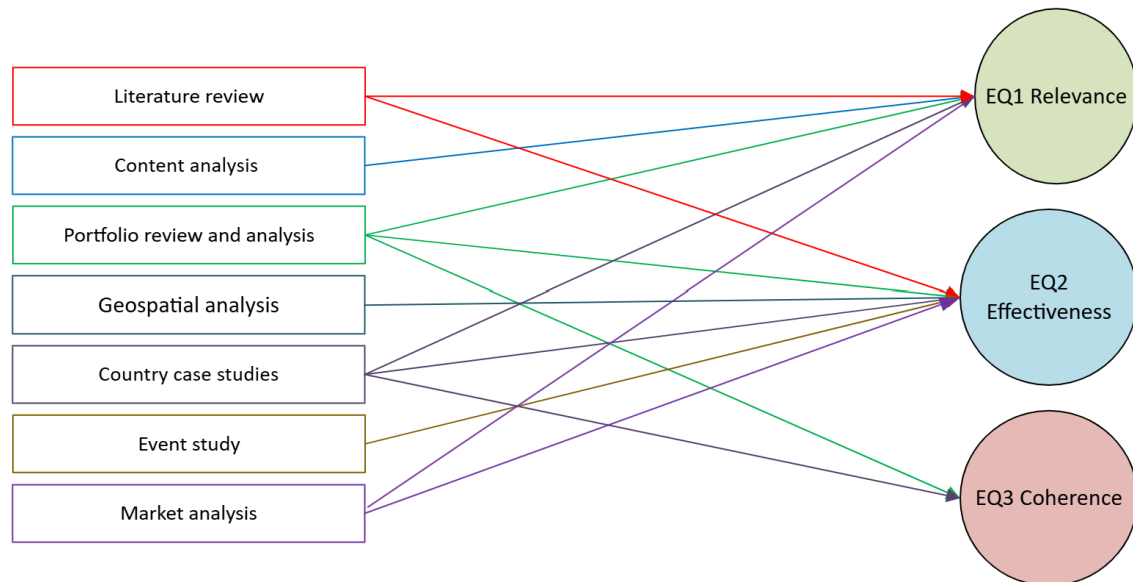 Literature review
Content analysis
Portfolio review and analysis
Geospatial analysis
Country case studies
Event study
Market analysis
EQ1 Relevance
EQ2
Effectiveness
EQ3 Coherence